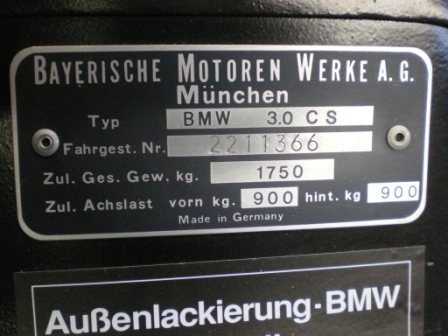 BAYERISCHE MOTOREN WERKE A.G.
München
Typ BMW 3.0 CS
Fahrgest. Nr. 2211366
Zul. Ges. Gew. kg. 1750
Zul. Achslast vorn kg. 900 hint. kg 900
Made in Germany
Außenlackierung-BMW